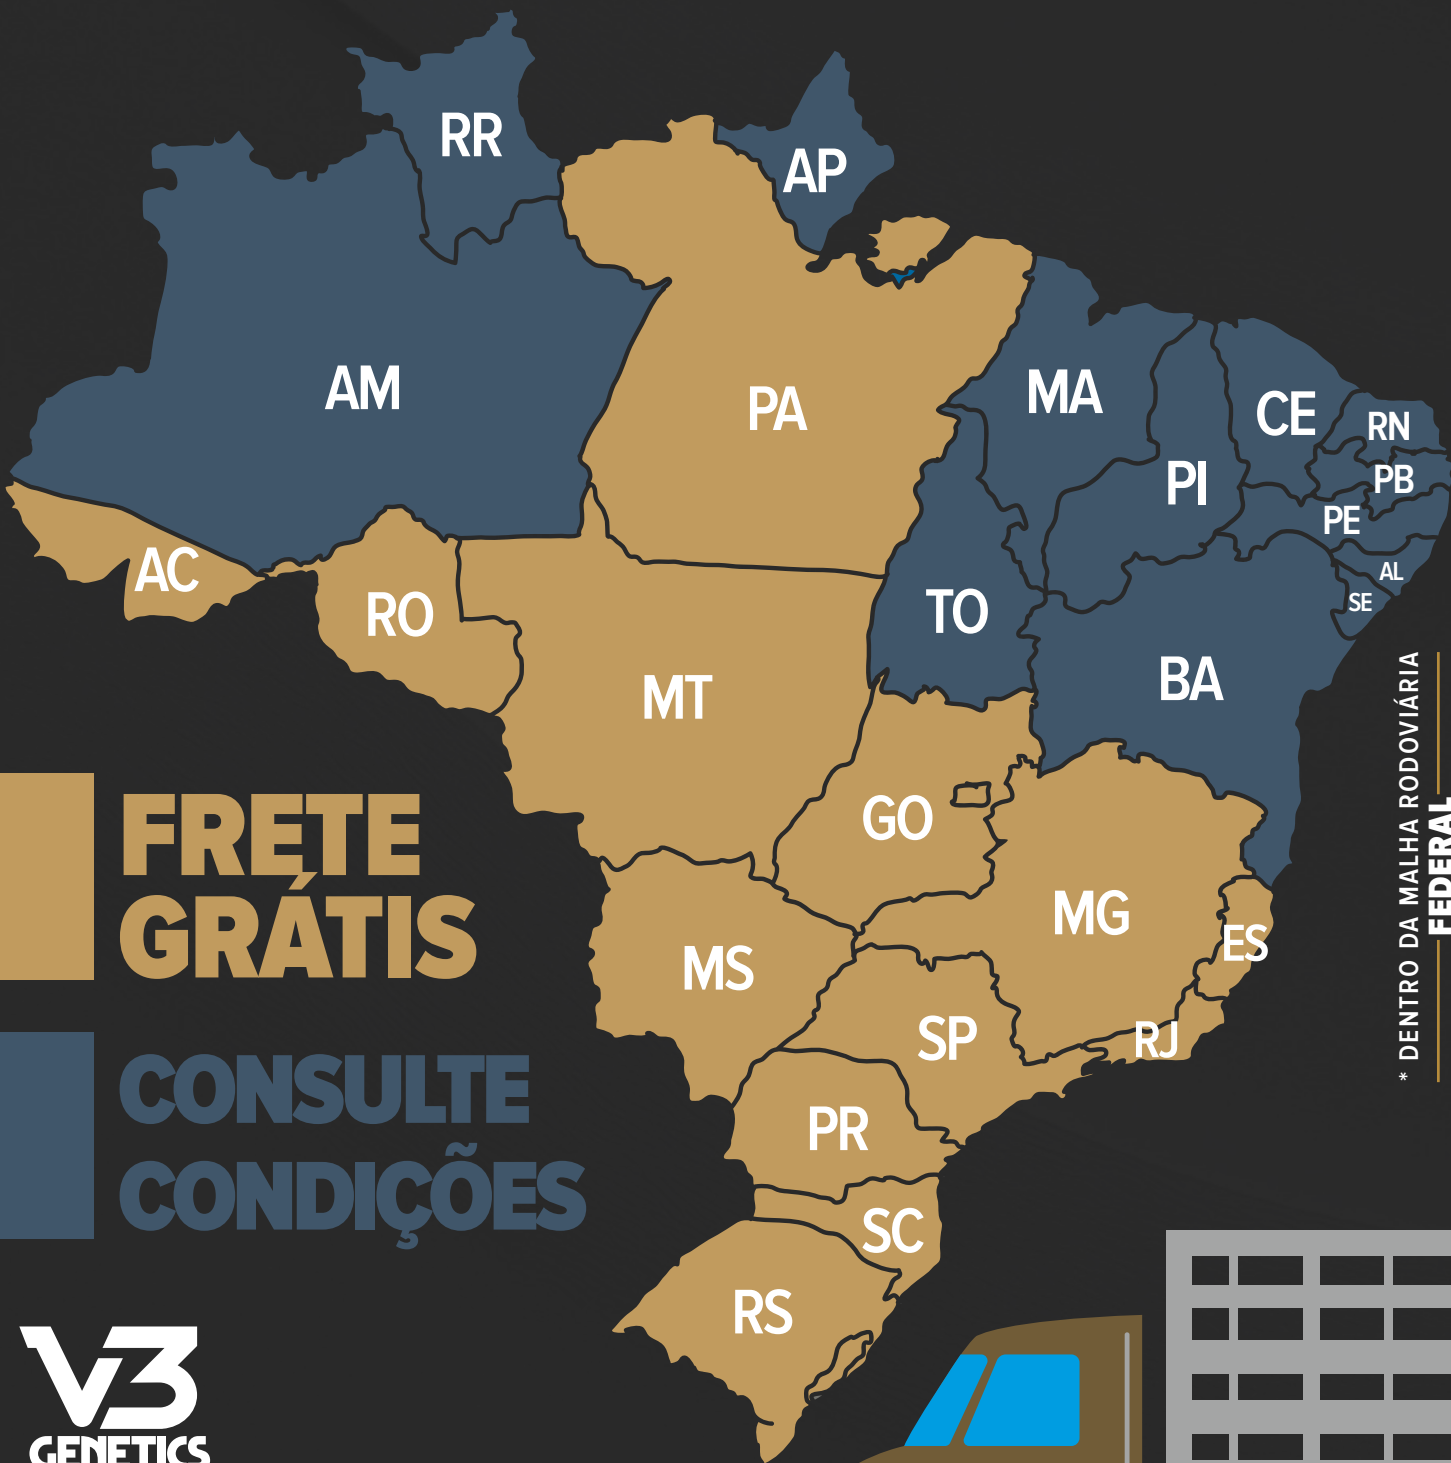 RR
AP
AM
PA
MA
CE
RN
PI
PB
PE
AC
AL
RO
TO
SE
MT
BA
GO
MG
ES
MS
SP
RJ
PR
SC
RS
FRETE
GRÁTIS
CONSULTE
CONDIÇÕES
* DENTRO DA MALHA RODOVIÁRIA
FEDERAL
V3
GENETICS